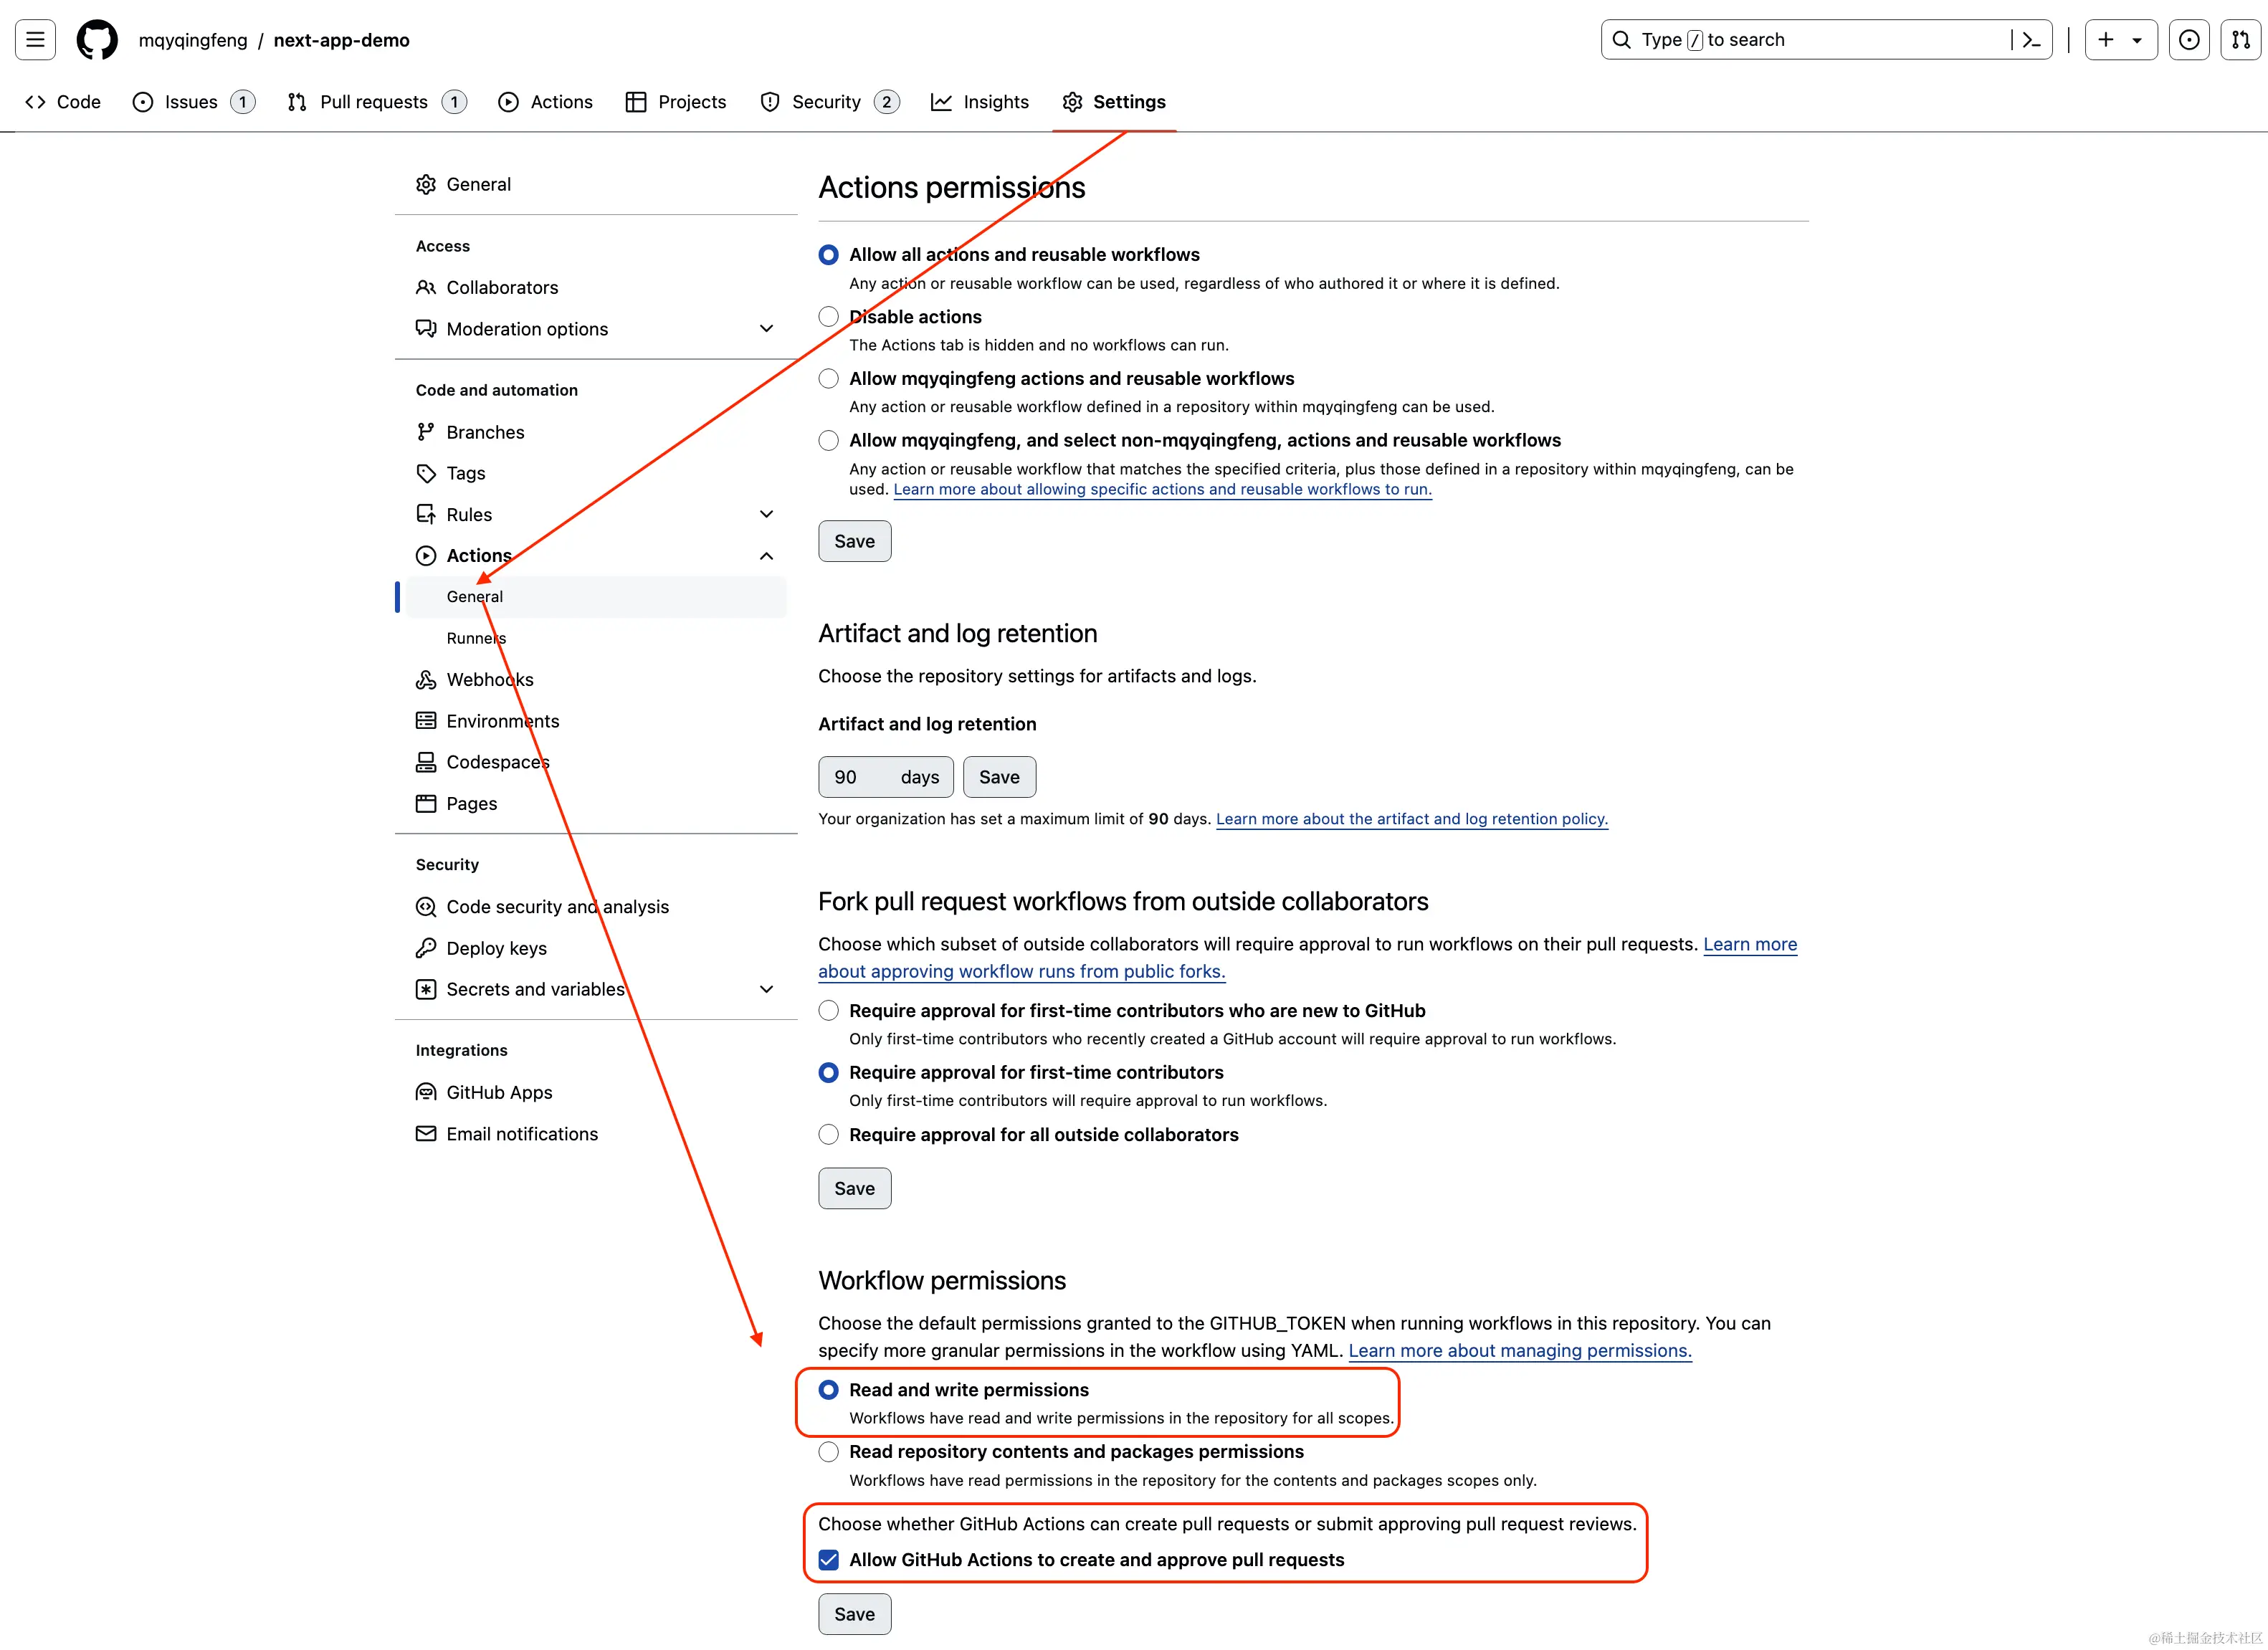 mqyqingfeng / next-app-demo
Type / to search
Code Issues 1 Pull requests 1 Actions Projects Security 2 Insights Settings
General
Access
Collaborators
Moderation options
Code and automation
Branches
Tags
Rules
Actions
General
Runners
Webhooks
Environments
Codespaces
Pages
Security
Code security and analysis
Deploy keys
Secrets and variables
Integrations
GitHub Apps
Email notifications
Actions permissions
Allow all actions and reusable workflows
Any action or reusable workflow can be used, regardless of who authored it or where it is defined.
Disable actions
The Actions tab is hidden and no workflows can run.
Allow mqyqingfeng actions and reusable workflows
Any action or reusable workflow defined in a repository within mqyqingfeng can be used.
Allow mqyqingfeng, and select non-mqyqingfeng, actions and reusable workflows
Any action or reusable workflow that matches the specified criteria, plus those defined in a repository within mqyqingfeng, can be
used. Learn more about allowing specific actions and reusable workflows to run.
Save
Artifact and log retention
Choose the repository settings for artifacts and logs.
Artifact and log retention
90 days Save
Your organization has set a maximum limit of 90 days. Learn more about the artifact and log retention policy.
Fork pull request workflows from outside collaborators
Choose which subset of outside collaborators will require approval to run workflows on their pull requests. Learn more
about approving workflow runs from public forks.
Require approval for first-time contributors who are new to GitHub
Only first-time contributors who recently created a GitHub account will require approval to run workflows.
Require approval for first-time contributors
Only first-time contributors will require approval to run workflows.
Require approval for all outside collaborators
Save
Workflow permissions
Choose the default permissions granted to the GITHUB_TOKEN when running workflows in this repository. You can
specify more granular permissions in the workflow using YAML. Learn more about managing permissions.
Read and write permissions
Workflows have read and write permissions in the repository for all scopes.
Read repository contents and packages permissions
Workflows have read permissions in the repository for the contents and packages scopes only.
Choose whether GitHub Actions can create pull requests or submit approving pull request reviews.
Allow GitHub Actions to create and approve pull requests
Save
@稀土掘金技术社区